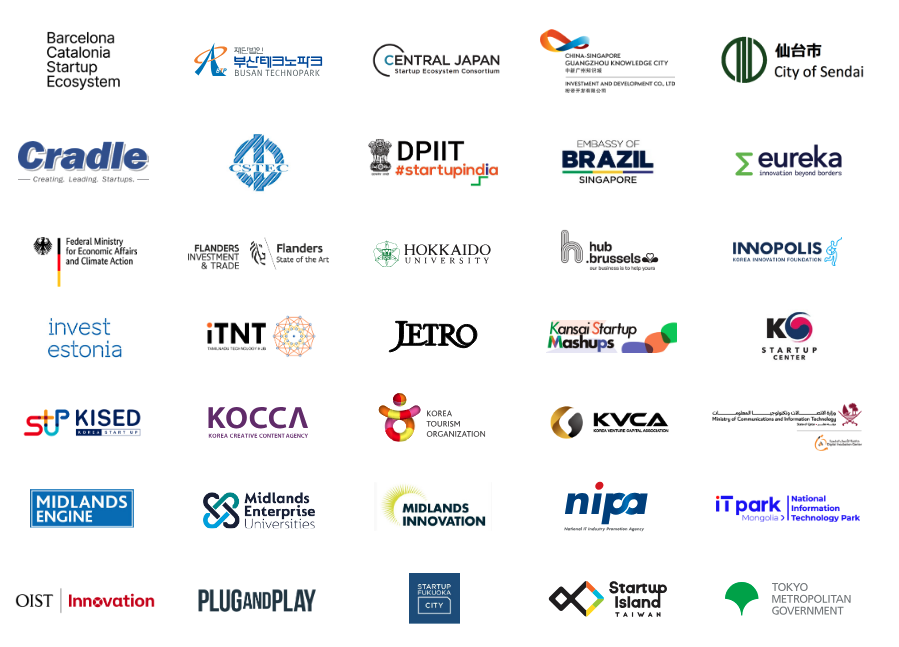 Barcelona
Catalonia
Startup
Ecosystem
재단법인
부산테크노파크
BUSAN TECHNOPARK
CENTRAL JAPAN
Startup Ecosystem Consortium
CHINA-SINGAPORE
GUANGZHOU KNOWLEDGE CITY
中新广州知识城
INVESTMENT AND DEVELOPMENT CO., LTD
投资开发有限公司
仙台市
City of Sendai
Cradle
Creating. Leading. Startups.
CSTEC
DPIIT
#startupindia
EMBASSY OF
BRAZIL
SINGAPORE
eureka
innovation beyond borders
Federal Ministry
for Economic Affairs
and Climate Action
FLANDERS
INVESTMENT
& TRADE
Flanders
State of the Art
HOKKAIDO
UNIVERSITY
h
hub
.brussels
our business is to help yours
INNOPOLIS
KOREA INNOVATION FOUNDATION
invest
estonia
iTNT
TAMILNADU TECHNOLOGY HUB
JETRO
Kansai Startup
Mashups
K
STARTUP
CENTER
STUP KISED
KOREA START UP
KOCCA
KOREA CREATIVE CONTENT AGENCY
KOREA
TOURISM
ORGANIZATION
KVCA
KOREA VENTURE CAPITAL ASSOCIATION
وزارة الاتصالات وتكنولوجيا المعلومات
Ministry of Communications and Information Technology
Digital Incubation Center
MIDLANDS
ENGINE
Midlands
Enterprise
Universities
MIDLANDS
INNOVATION
nipa
National IT Industry Promotion Agency
iT park
Mongolia
National
Information
Technology Park
OIST
Innovation
PLUGANDPLAY
STARTUP
FUKUOKA
CITY
Startup
Island
TAIWAN
TOKYO
METROPOLITAN
GOVERNMENT